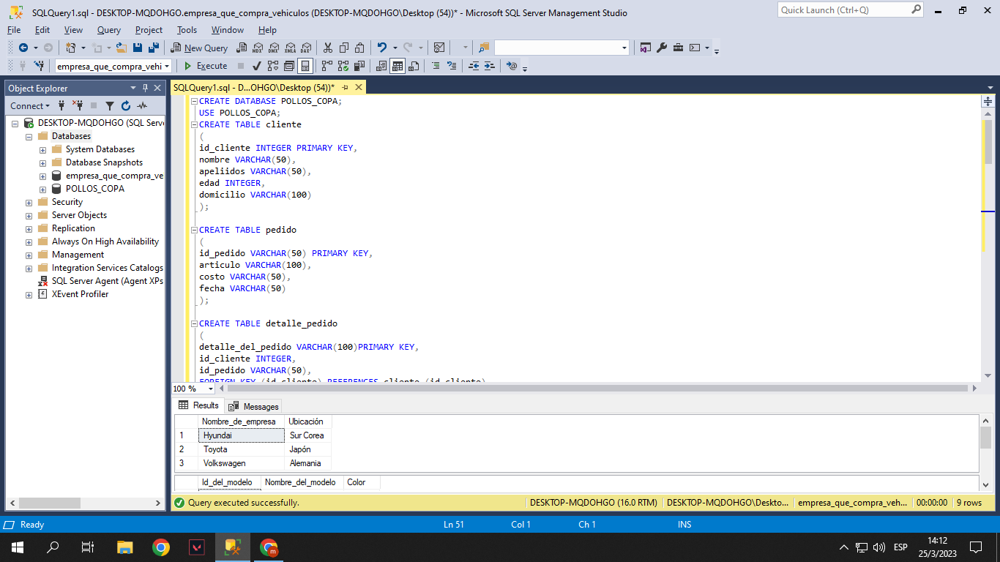 SQLQuery1.sql - DESKTOP-MQDOHGO.empresa_que_compra_vehiculos (DESKTOP-MQDOHGO\Desktop (54))* - Microsoft SQL Server Management Studio
Quick Launch (Ctrl+Q)
File Edit View Query Project Tools Window Help
New Query MDX DMX XMLA DAX
empresa_que_compra_vehi Execute
Object Explorer
Connect
DESKTOP-MQDOHGO (SQL Serve
Databases
System Databases
Database Snapshots
empresa_que_compra_ve
POLLOS_COPA
Security
Server Objects
Replication
Always On High Availability
Management
Integration Services Catalogs
SQL Server Agent (Agent XPs
XEvent Profiler
SQLQuery1.sql - D...OHGO\Desktop (54))*
CREATE DATABASE POLLOS_COPA;
USE POLLOS_COPA;
CREATE TABLE cliente
(
id_cliente INTEGER PRIMARY KEY,
nombre VARCHAR(50),
apeliidos VARCHAR(50),
edad INTEGER,
domicilio VARCHAR(100)
);
CREATE TABLE pedido
(
id_pedido VARCHAR(50) PRIMARY KEY,
articulo VARCHAR(100),
costo VARCHAR(50),
fecha VARCHAR(50)
);
CREATE TABLE detalle_pedido
(
detalle_del_pedido VARCHAR(100)PRIMARY KEY,
id_cliente INTEGER,
id_pedido VARCHAR(50),
FOREIGN KEY (id_cliente) REFERENCES cliente (id_cliente)
100 %
Results Messages
Nombre_de_empresa Ubicación
1 Hyundai Sur Corea
2 Toyota Japón
3 Volkswagen Alemania
Id_del_modelo Nombre_del_modelo Color
Query executed successfully. DESKTOP-MQDOHGO (16.0 RTM) DESKTOP-MQDOHGO\Deskto... empresa_que_compra_veh... 00:00:00 9 rows
Ready Ln 51 Col 1 Ch 1 INS
ESP 14:12
25/3/2023